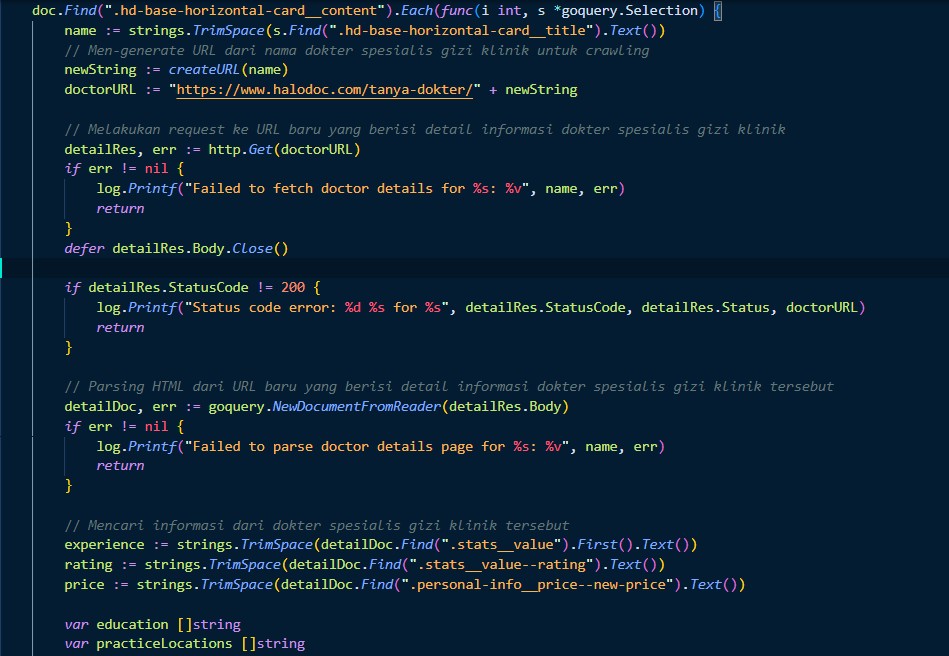 doc.Find(".hd-base-horizontal-card__content").Each(func(i int, s *goquery.Selection) {
name := strings.TrimSpace(s.Find(".hd-base-horizontal-card__title").Text())
// Men-generate URL dari nama dokter spesialis gizi klinik untuk crawling
newString := createURL(name)
doctorURL := "https://www.halodoc.com/tanya-dokter/" + newString
// Melakukan request ke URL baru yang berisi detail informasi dokter spesialis gizi klinik
detailRes, err := http.Get(doctorURL)
if err != nil {
log.Printf("Failed to fetch doctor details for %s: %v", name, err)
return
}
defer detailRes.Body.Close()
if detailRes.StatusCode != 200 {
log.Printf("Status code error: %d %s for %s", detailRes.StatusCode, detailRes.Status, doctorURL)
return
}
// Parsing HTML dari URL baru yang berisi detail informasi dokter spesialis gizi klinik tersebut
detailDoc, err := goquery.NewDocumentFromReader(detailRes.Body)
if err != nil {
log.Printf("Failed to parse doctor details page for %s: %v", name, err)
return
}
// Mencari informasi dari dokter spesialis gizi klinik tersebut
experience := strings.TrimSpace(detailDoc.Find(".stats__value").First().Text())
rating := strings.TrimSpace(detailDoc.Find(".stats__value--rating").Text())
price := strings.TrimSpace(detailDoc.Find(".personal-info__price--new-price").Text())
var education []string
var practiceLocations []string